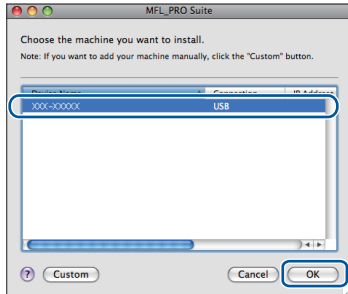 MFL_PRO Suite
Choose the machine you want to install.
Note: If you want to add your machine manually, click the "Custom" button.
Device Name Connection IP Address
XXX-XXXXX USB
? Custom Cancel OK